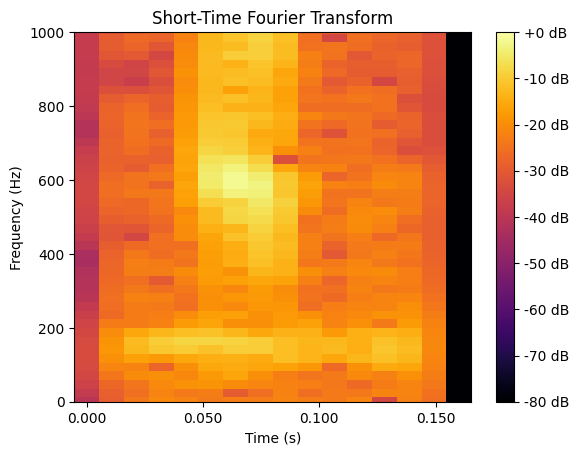 Short-Time Fourier Transform
1000
800
600
400
200
0
Frequency (Hz)
0.000
0.050
0.100
0.150
Time (s)
+0 dB
-10 dB
-20 dB
-30 dB
-40 dB
-50 dB
-60 dB
-70 dB
-80 dB